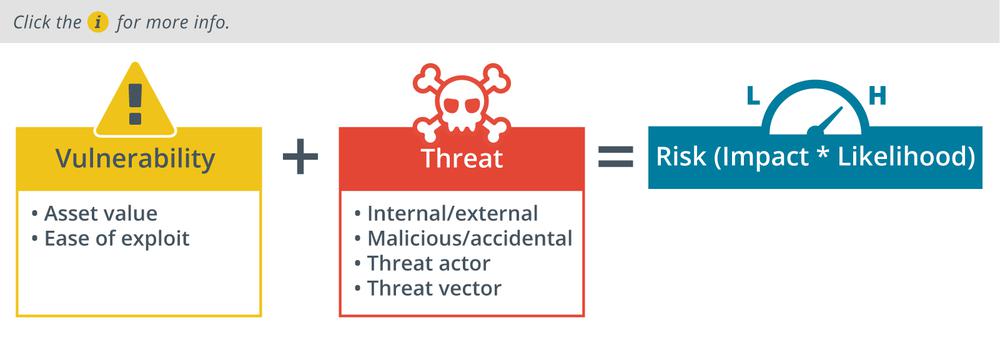 Click the i for more info.
!
Vulnerability
• Asset value
• Ease of exploit
+
Threat
• Internal/external
• Malicious/accidental
• Threat actor
• Threat vector
=
L H
Risk (Impact * Likelihood)